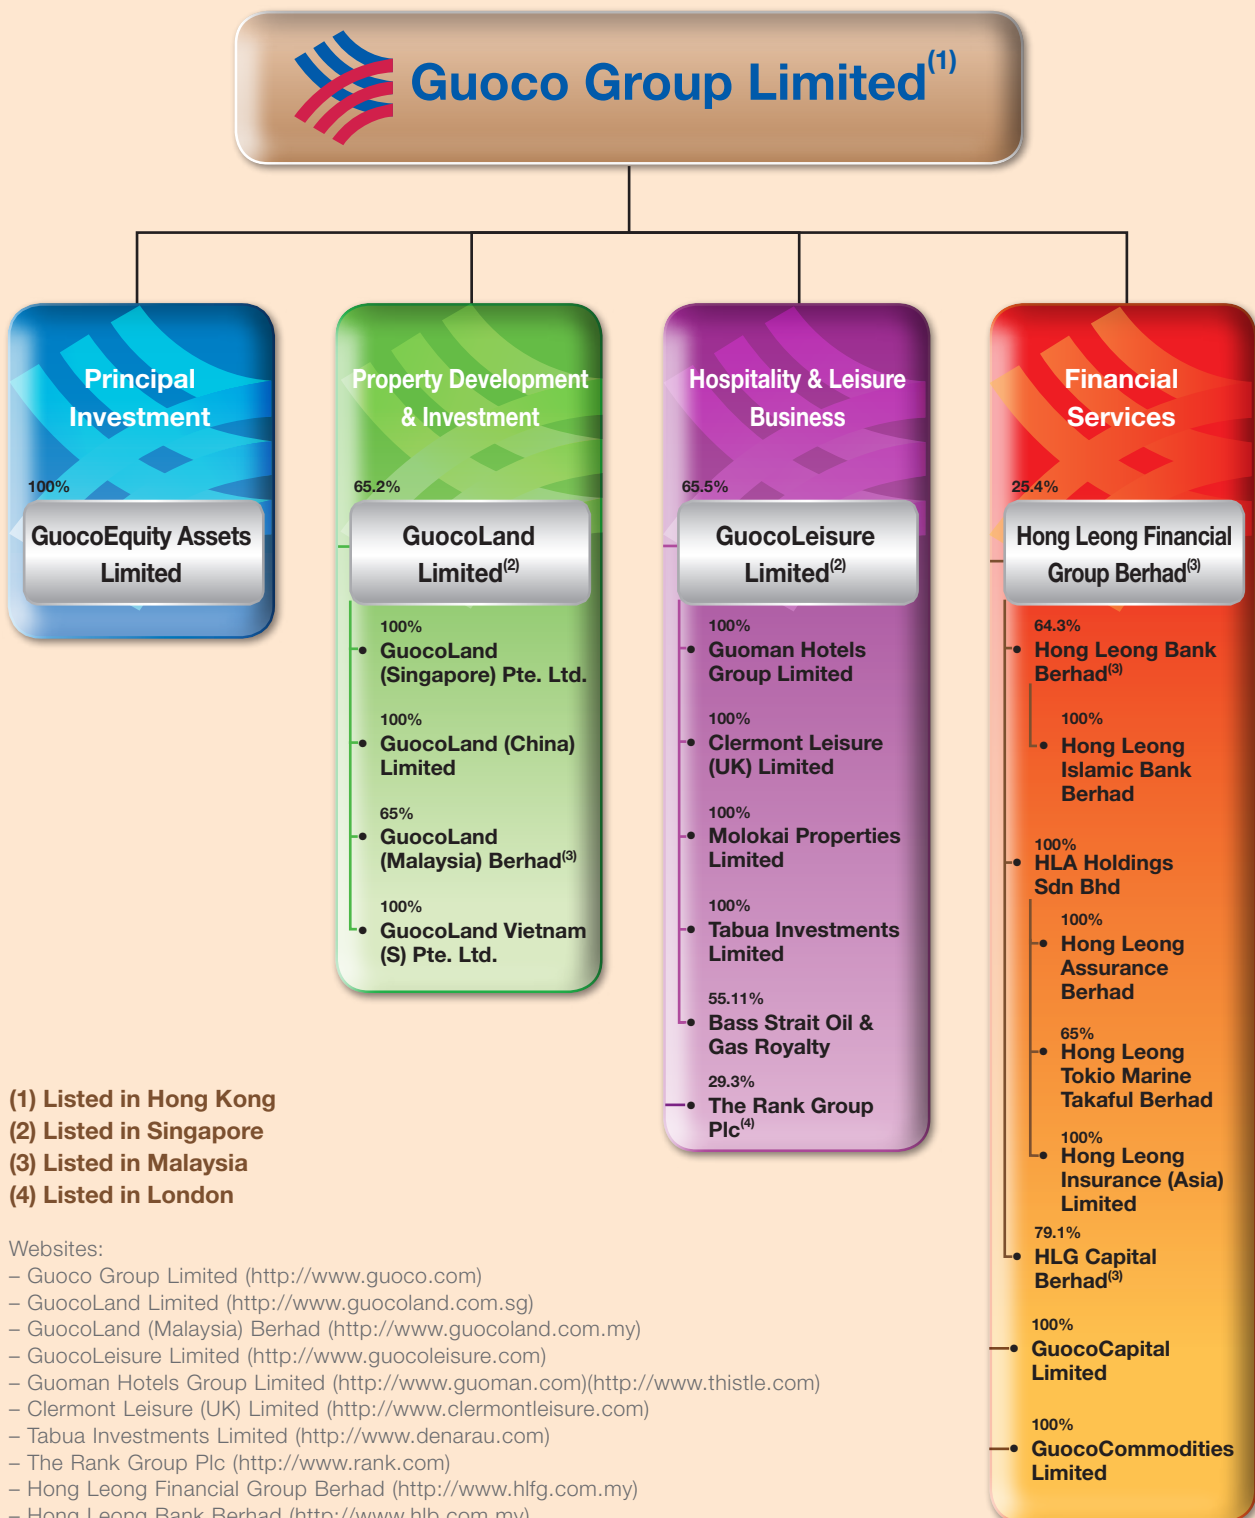 Guoco Group Limited(1)
Principal
Investment
100%
GuocoEquity Assets
Limited
Property Development
& Investment
65.2%
GuocoLand
Limited(2)
100%
GuocoLand
(Singapore) Pte. Ltd.
100%
GuocoLand (China)
Limited
65%
GuocoLand
(Malaysia) Berhad(3)
100%
GuocoLand Vietnam
(S) Pte. Ltd.
Hospitality & Leisure
Business
65.5%
GuocoLeisure
Limited(2)
100%
Guoman Hotels
Group Limited
100%
Clermont Leisure
(UK) Limited
100%
Molokai Properties
Limited
100%
Tabua Investments
Limited
55.11%
Bass Strait Oil &
Gas Royalty
29.3%
The Rank Group
Plc(4)
Financial
Services
25.4%
Hong Leong Financial
Group Berhad(3)
64.3%
Hong Leong Bank
Berhad(3)
100%
Hong Leong
Islamic Bank
Berhad
100%
HLA Holdings
Sdn Bhd
100%
Hong Leong
Assurance
Berhad
65%
Hong Leong
Tokio Marine
Takaful Berhad
100%
Hong Leong
Insurance (Asia)
Limited
79.1%
HLG Capital
Berhad(3)
100%
GuocoCapital
Limited
100%
GuocoCommodities
Limited
(1) Listed in Hong Kong
(2) Listed in Singapore
(3) Listed in Malaysia
(4) Listed in London
Websites:
– Guoco Group Limited (http://www.guoco.com)
– GuocoLand Limited (http://www.guocoland.com.sg)
– GuocoLand (Malaysia) Berhad (http://www.guocoland.com.my)
– GuocoLeisure Limited (http://www.guocoleisure.com)
– Guoman Hotels Group Limited (http://www.guoman.com)(http://www.thistle.com)
– Clermont Leisure (UK) Limited (http://www.clermontleisure.com)
– Tabua Investments Limited (http://www.denarau.com)
– The Rank Group Plc (http://www.rank.com)
– Hong Leong Financial Group Berhad (http://www.hlfg.com.my)
– Hong Leong Bank Berhad (http://www.hlb.com.my)